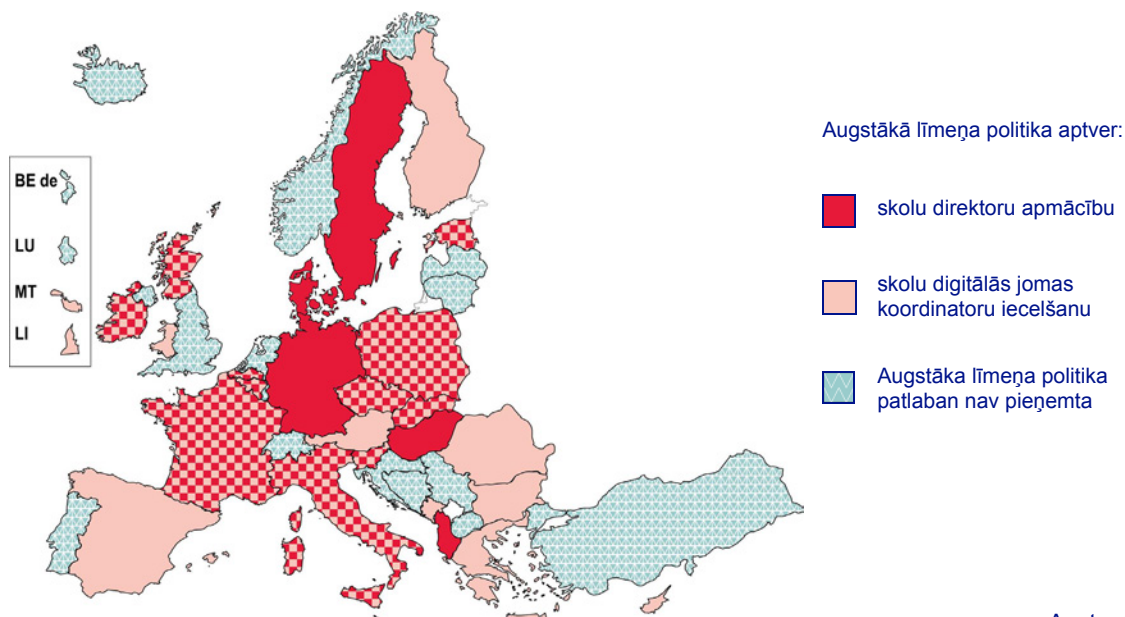 BE de
LU
MT
LI
Augstākā līmeņa politika aptver:
skolu direktoru apmācību
skolu digitālās jomas
koordinatoru iecelšanu
Augstāka līmeņa politika
patlaban nav pieņemta